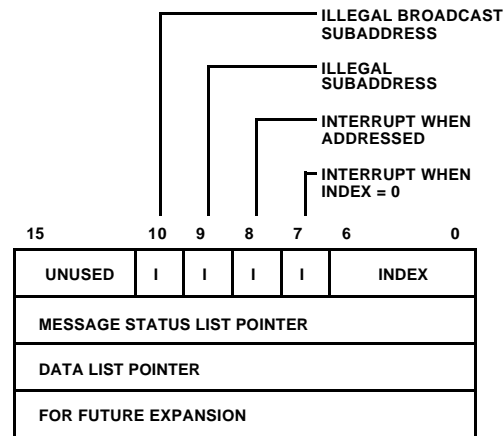 ILLEGAL BROADCAST
SUBADDRESS
ILLEGAL
SUBADDRESS
INTERRUPT WHEN
ADDRESSED
INTERRUPT WHEN
INDEX = 0
15 10 9 8 7 6 0
UNUSED I I I I INDEX
MESSAGE STATUS LIST POINTER
DATA LIST POINTER
FOR FUTURE EXPANSION